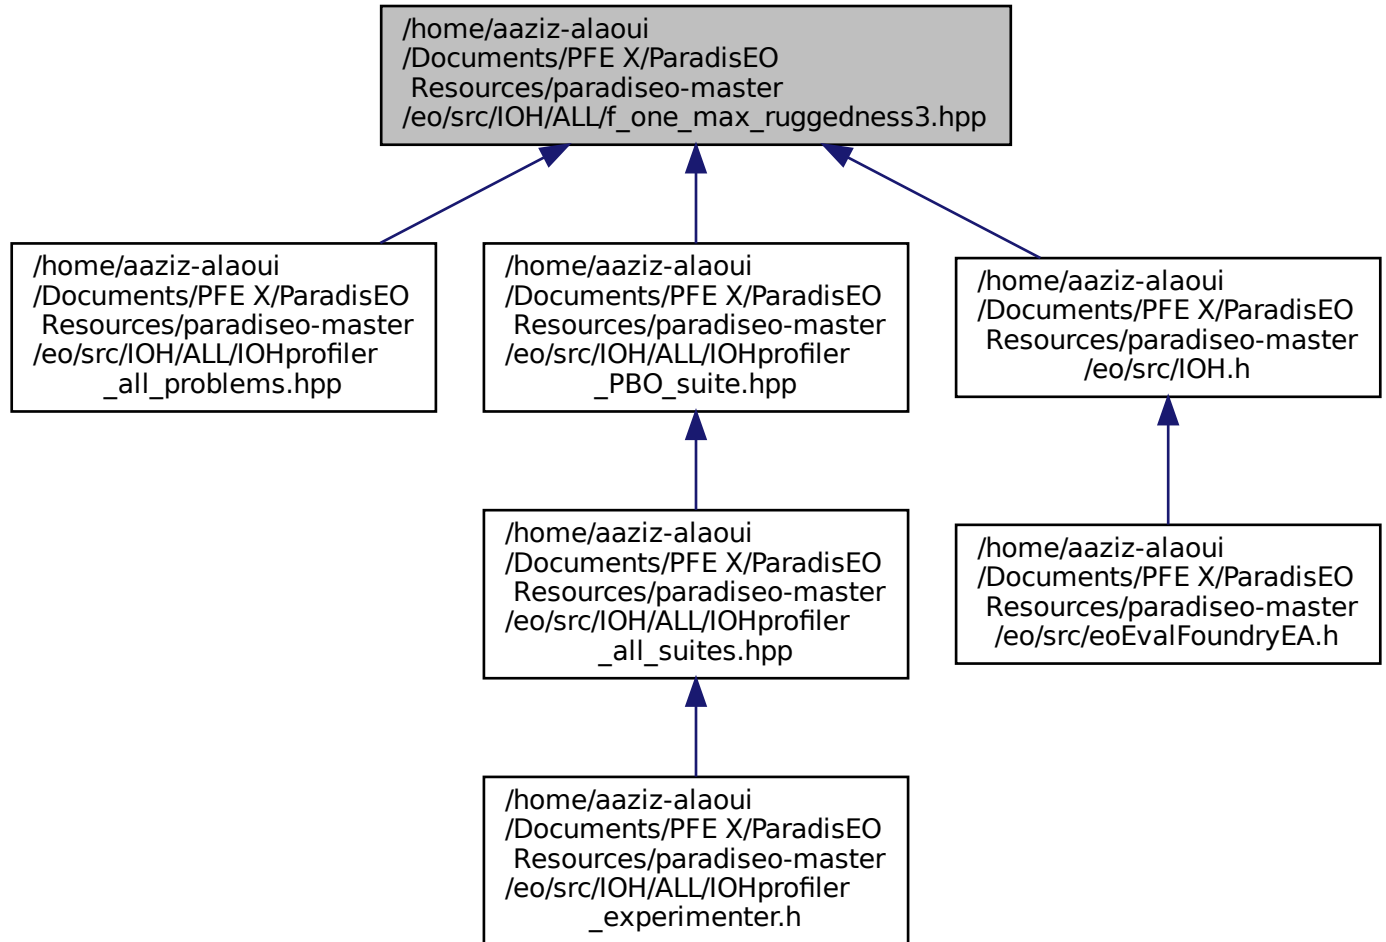 /home/aaziz-alaoui
/Documents/PFE X/ParadisEO
Resources/paradiseo-master
/eo/src/IOH/ALL/f_one_max_ruggedness3.hpp
/home/aaziz-alaoui
/Documents/PFE X/ParadisEO
Resources/paradiseo-master
/eo/src/IOH/ALL/IOHprofiler
_all_problems.hpp
/home/aaziz-alaoui
/Documents/PFE X/ParadisEO
Resources/paradiseo-master
/eo/src/IOH/ALL/IOHprofiler
_PBO_suite.hpp
/home/aaziz-alaoui
/Documents/PFE X/ParadisEO
Resources/paradiseo-master
/eo/src/IOH.h
/home/aaziz-alaoui
/Documents/PFE X/ParadisEO
Resources/paradiseo-master
/eo/src/IOH/ALL/IOHprofiler
_all_suites.hpp
/home/aaziz-alaoui
/Documents/PFE X/ParadisEO
Resources/paradiseo-master
/eo/src/eoEvalFoundryEA.h
/home/aaziz-alaoui
/Documents/PFE X/ParadisEO
Resources/paradiseo-master
/eo/src/IOH/ALL/IOHprofiler
_experimenter.h